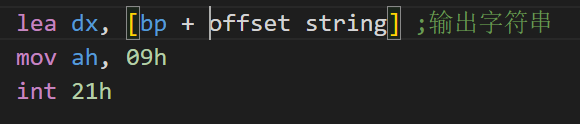 lea dx, [bp + offset string] ;输出字符串
mov ah, 09h
int 21h